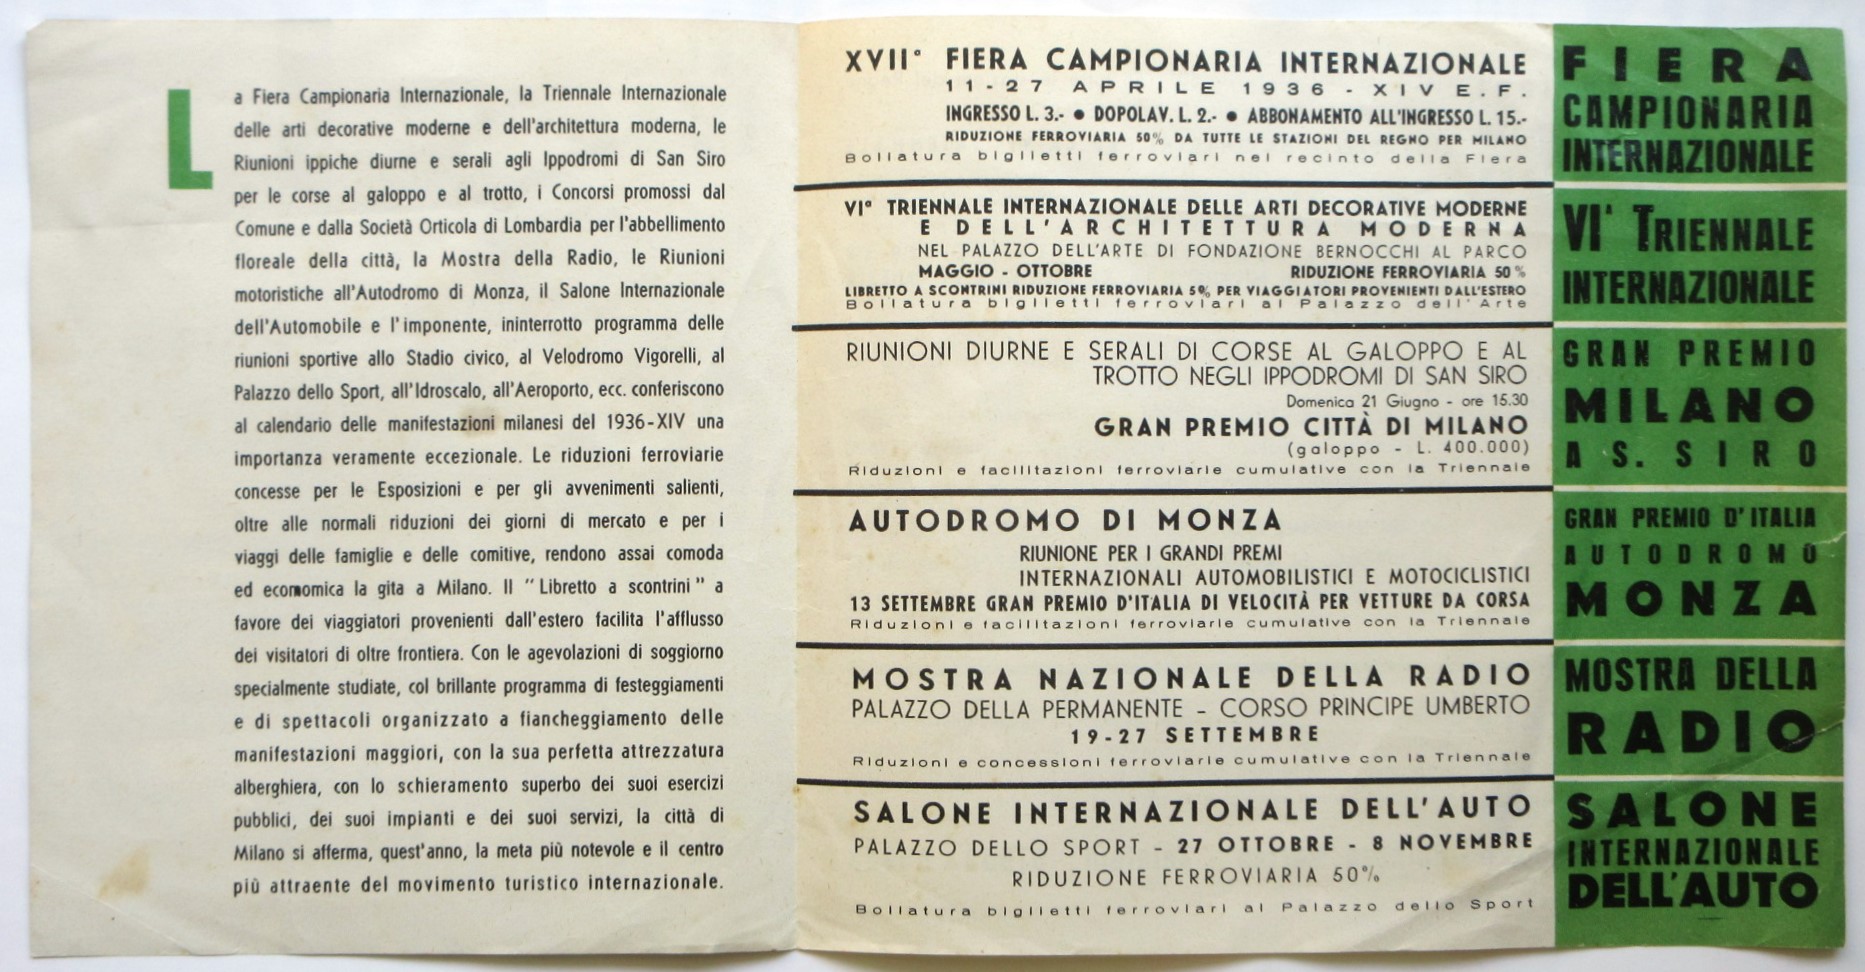 La Fiera Campionaria Internazionale, la Triennale Internazionale
delle arti decorative moderne e dell'architettura moderna, le
Riunioni ippiche diurne e serali agli Ippodromi di San Siro
per le corse al galoppo e al trotto, i Concorsi promossi dal
Comune e dalla Società Orticola di Lombardia per l'abbellimento
floreale della città, la Mostra della Radio, le Riunioni
motoristiche all'Autodromo di Monza, il Salone Internazionale
dell'Automobile e l'imponente, ininterrotto programma delle
riunioni sportive allo Stadio civico, al Velodromo Vigorelli, al
Palazzo dello Sport, all'Idroscalo, all'Aeroporto, ecc. conferiscono
al calendario delle manifestazioni milanesi del 1936-XIV una
importanza veramente eccezionale. Le riduzioni ferroviarie
concesse per le Esposizioni e per gli avvenimenti salienti,
oltre alle normali riduzioni dei giorni di mercato e per i
viaggi delle famiglie e delle comitive, rendono assai comoda
ed economica la gita a Milano. Il "Libretto a scontrini" a
favore dei viaggiatori provenienti dall'estero facilita l'afflusso
dei visitatori di oltre frontiera. Con le agevolazioni di soggiorno
specialmente studiate, col brillante programma di festeggiamenti
e di spettacoli organizzato a fiancheggiamento delle
manifestazioni maggiori, con la sua perfetta attrezzatura
alberghiera, con lo schieramento superbo dei suoi esercizi
pubblici, dei suoi impianti e dei suoi servizi, la città di
Milano si afferma, quest'anno, la meta più notevole e il centro
più attraente del movimento turistico internazionale.
XVIIª FIERA CAMPIONARIA INTERNAZIONALE
11-27 APRILE 1936 - XIV E.F.
INGRESSO L. 3.- ● DOPOLAV. L. 2.- ● ABBONAMENTO ALL'INGRESSO L. 15.-
RIDUZIONE FERROVIARIA 50% DA TUTTE LE STAZIONI DEL REGNO PER MILANO
Bollatura biglietti ferroviari nel recinto della Fiera
VIª TRIENNALE INTERNAZIONALE DELLE ARTI DECORATIVE MODERNE
E DELL'ARCHITETTURA MODERNA
NEL PALAZZO DELL'ARTE DI FONDAZIONE BERNOCCHI AL PARCO
MAGGIO - OTTOBRE RIDUZIONE FERROVIARIA 50%
LIBRETTO A SCONTRINI RIDUZIONE FERROVIARIA 5% PER VIAGGIATORI PROVENIENTI DALL'ESTERO
Bollatura biglietti ferroviari al Palazzo dell'Arte
RIUNIONI DIURNE E SERALI DI CORSE AL GALOPPO E AL
TROTTO NEGLI IPPODROMI DI SAN SIRO
Domenica 21 Giugno - ore 15.30
GRAN PREMIO CITTÀ DI MILANO
(galoppo - L. 400.000)
Riduzioni e facilitazioni ferroviarie cumulative con la Triennale
AUTODROMO DI MONZA
RIUNIONE PER I GRANDI PREMI
INTERNAZIONALI AUTOMOBILISTICI E MOTOCICLISTICI
13 SETTEMBRE GRAN PREMIO D'ITALIA DI VELOCITÀ PER VETTURE DA CORSA
Riduzioni e facilitazioni ferroviarie cumulative con la Triennale
MOSTRA NAZIONALE DELLA RADIO
PALAZZO DELLA PERMANENTE - CORSO PRINCIPE UMBERTO
19-27 SETTEMBRE
Riduzioni e concessioni ferroviarie cumulative con la Triennale
SALONE INTERNAZIONALE DELL'AUTO
PALAZZO DELLO SPORT - 27 OTTOBRE - 8 NOVEMBRE
RIDUZIONE FERROVIARIA 50%
Bollatura biglietti ferroviari al Palazzo dello Sport
FIERA
CAMPIONARIA
INTERNAZIONALE
VIª TRIENNALE
INTERNAZIONALE
GRAN PREMIO
MILANO
A S. SIRO
GRAN PREMIO D'ITALIA
AUTODROMO
MONZA
MOSTRA DELLA
RADIO
SALONE
INTERNAZIONALE
DELL'AUTO